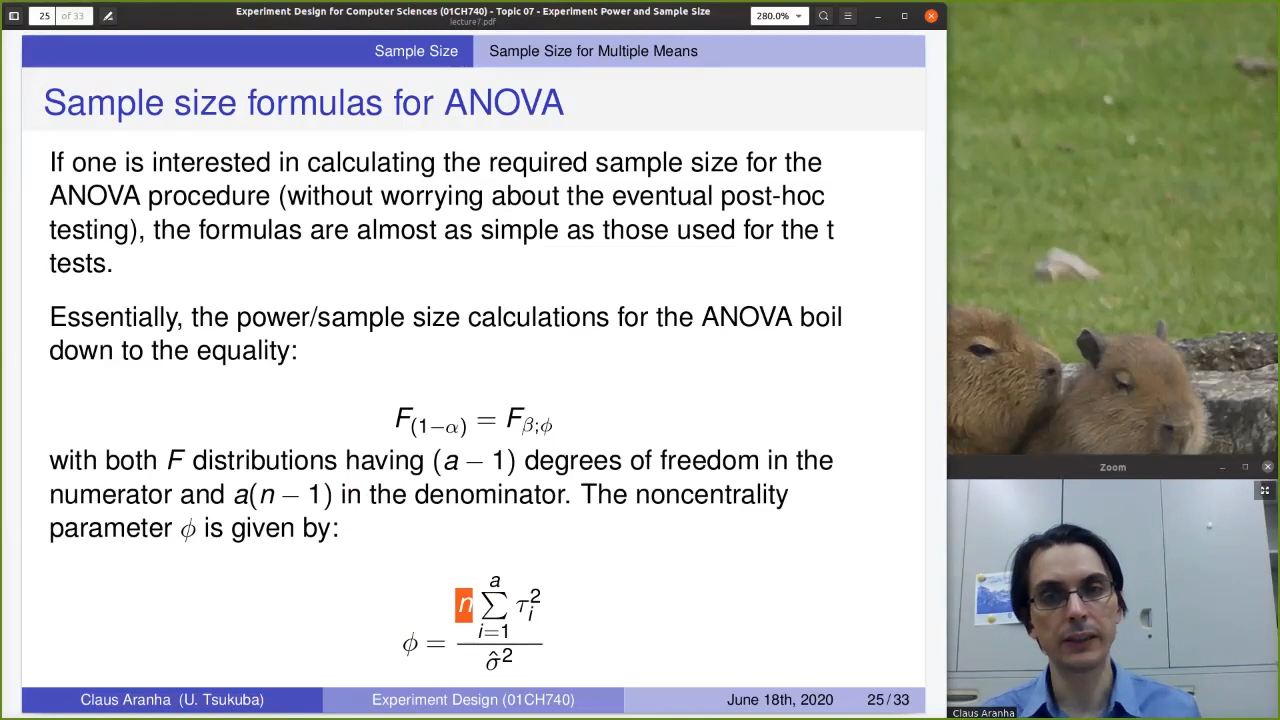 25 of 33
Experiment Design for Computer Sciences (01CH740) - Topic 07 - Experiment Power and Sample Size
lecture7.pdf
280.0%
Sample Size Sample Size for Multiple Means
Sample size formulas for ANOVA
If one is interested in calculating the required sample size for the
ANOVA procedure (without worrying about the eventual post-hoc
testing), the formulas are almost as simple as those used for the t
tests.
Essentially, the power/sample size calculations for the ANOVA boil
down to the equality:
F(1−α) = Fβ;ϕ
with both F distributions having (a − 1) degrees of freedom in the
numerator and a(n − 1) in the denominator. The noncentrality
parameter ϕ is given by:
a
n ∑ τi²
i=1
ϕ =
σ̂²
Claus Aranha (U. Tsukuba) Experiment Design (01CH740) June 18th, 2020 25 / 33
Zoom
Claus Aranha